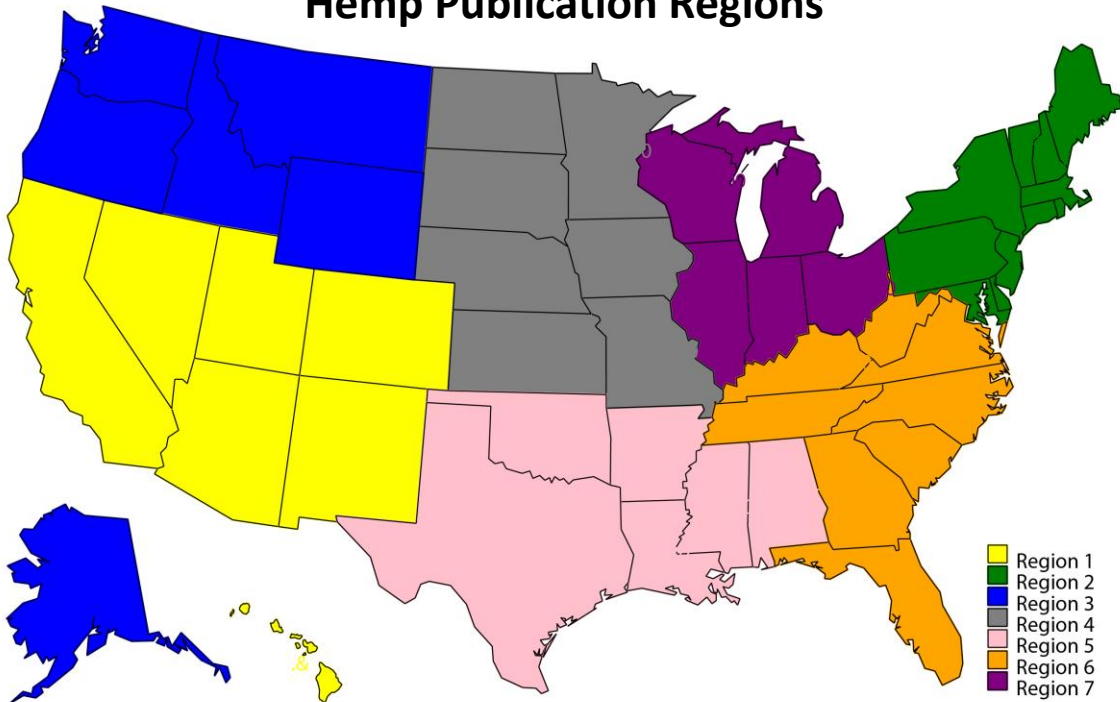 Hemp Publication Regions
&
Region 1
Region 2
Region 3
Region 4
Region 5
Region 6
Region 7